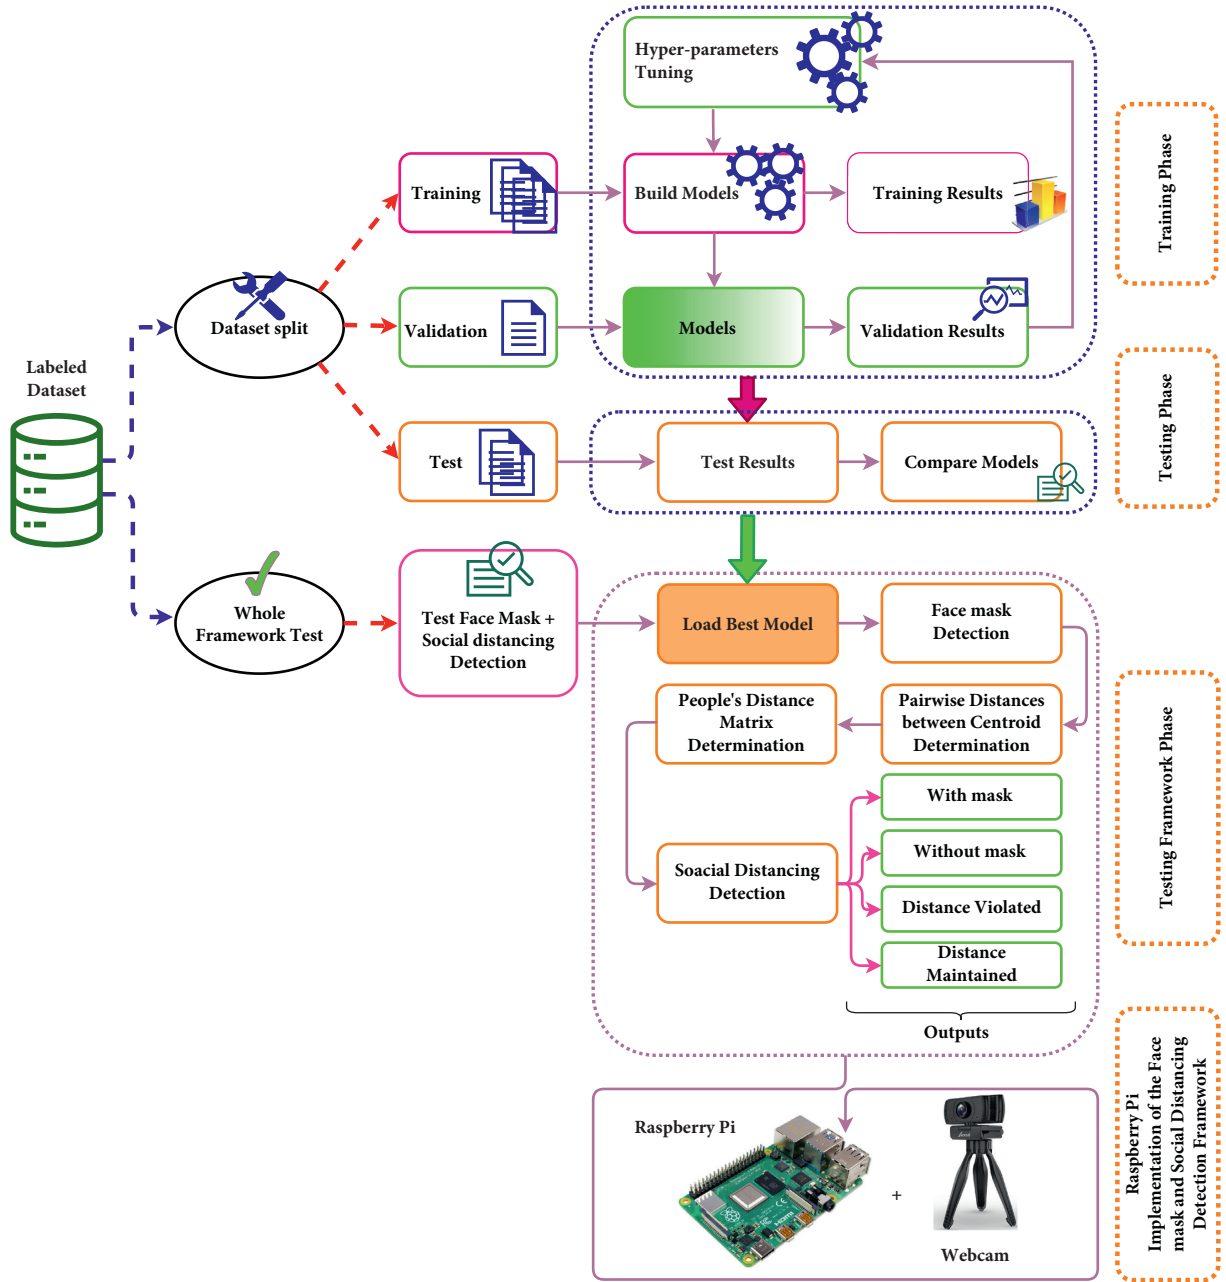 Hyper-parameters
Tuning
Training
Build Models
Training Results
Training Phase
Dataset split
Validation
Models
Validation Results
Labeled
Dataset
Test
Test Results
Compare Models
Testing Phase
Whole
Framework Test
Test Face Mask +
Social distancing
Detection
Load Best Model
Face mask
Detection
People's Distance
Matrix
Determination
Pairwise Distances
between Centroid
Determination
With mask
Without mask
Soacial Distancing
Detection
Distance Violated
Distance
Maintained
Outputs
Testing Framework Phase
Raspberry Pi
+
Webcam
Raspberry Pi
Implementation of the Face
mask and Social Distancing
Detection Framework